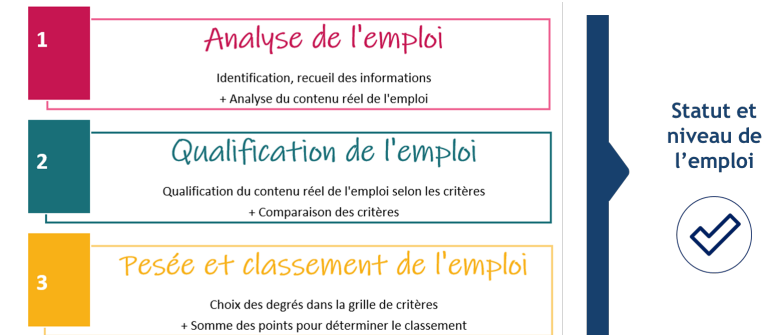 1
Analyse de l'emploi
Identification, recueil des informations
+ Analyse du contenu réel de l'emploi
2
Qualification de l'emploi
Qualification du contenu réel de l'emploi selon les critères
+ Comparaison des critères
3
Pesée et classement de l'emploi
Choix des degrés dans la grille de critères
+ Somme des points pour déterminer le classement
Statut et
niveau de
l'emploi